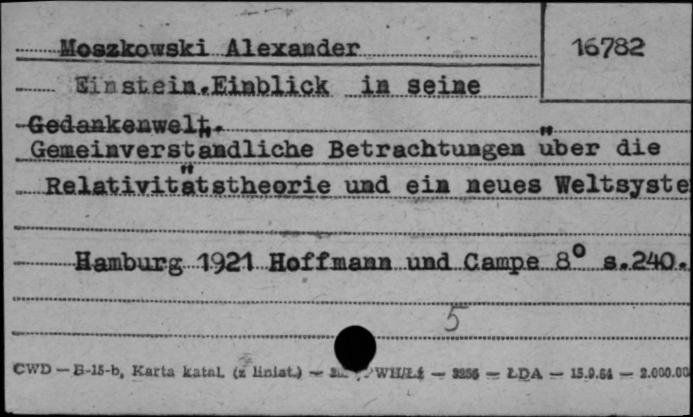 Moszkowski Alexander
16782
Einstein.Einblick in seine
Gedankenwelt.
Gemeinverständliche Betrachtungen über die
Relativitätstheorie und ein neues Weltsyste
Hamburg 1921 Hoffmann und Campe 8° s.240.
5
CWD — B-15-b, Karta katal. (z liniat.) — WH/Łź — 3256 — ŁDA — 15.9.64 — 2.000.00